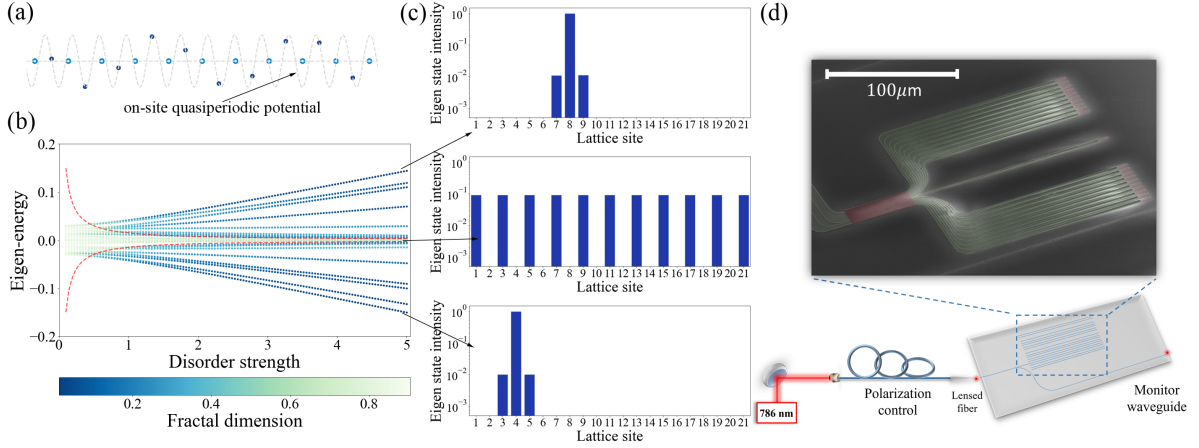 (a)
on-site quasiperiodic potential
(b)
Eigen-energy
0.2
0.1
0.0
−0.1
−0.2
0 1 2 3 4 5
Disorder strength
0.2 0.4 0.6 0.8
Fractal dimension
(c)
Eigen state intensity
10^0
10^-1
10^-2
10^-3
1 2 3 4 5 6 7 8 9 10 11 12 13 14 15 16 17 18 19 20 21
Lattice site
Eigen state intensity
10^0
10^-1
10^-2
10^-3
1 2 3 4 5 6 7 8 9 10 11 12 13 14 15 16 17 18 19 20 21
Lattice site
Eigen state intensity
10^0
10^-1
10^-2
10^-3
1 2 3 4 5 6 7 8 9 10 11 12 13 14 15 16 17 18 19 20 21
Lattice site
(d)
100μm
786 nm
Polarization
control
Lensed
fiber
Monitor
waveguide